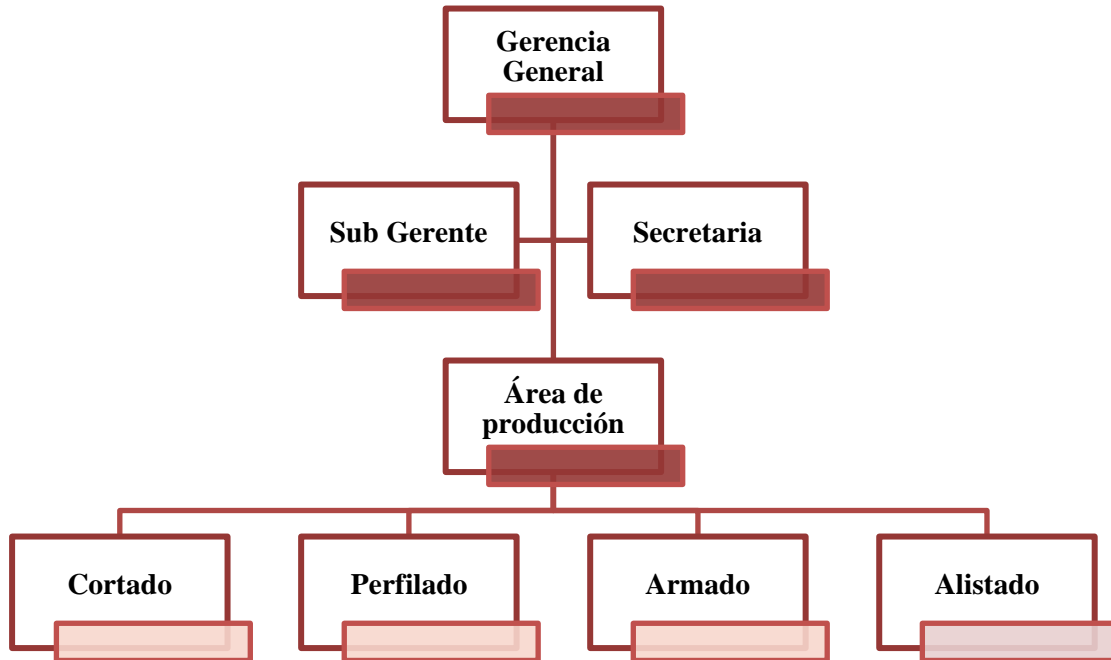 Gerencia
General
Sub Gerente
Secretaria
Área de
producción
Cortado
Perfilado
Armado
Alistado